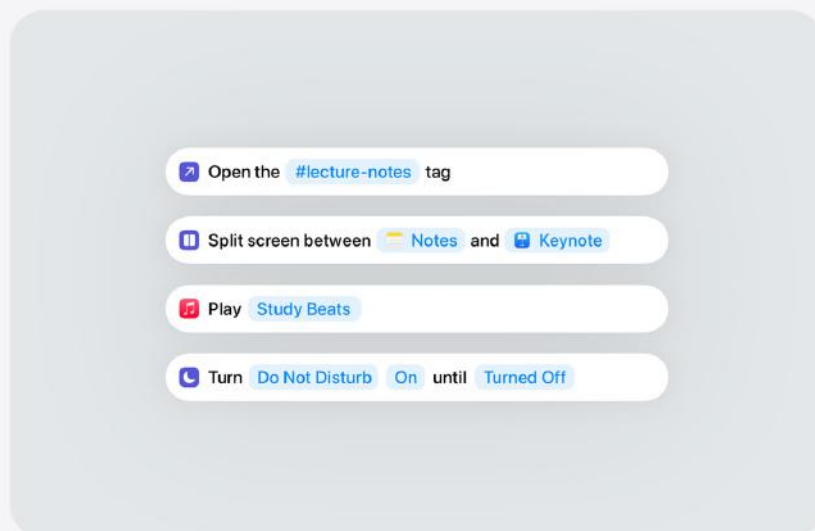 Open the #lecture-notes tag
Split screen between Notes and Keynote
Play Study Beats
Turn Do Not Disturb On until Turned Off